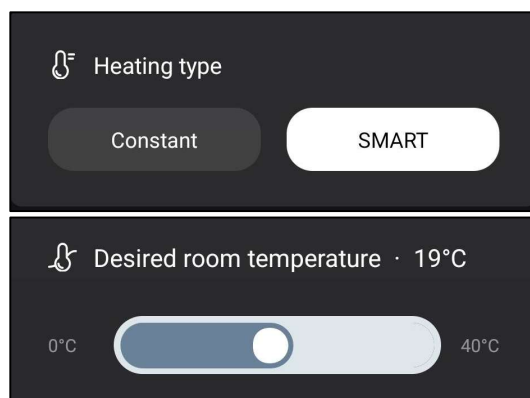 Heating type
Constant SMART
Desired room temperature · 19°C
0°C 40°C